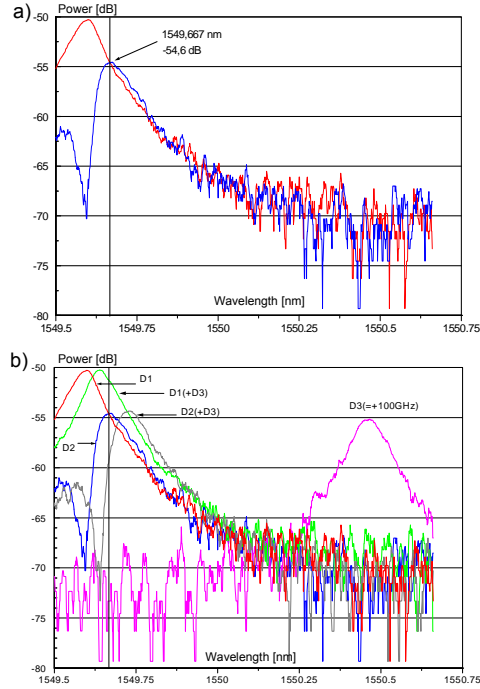 a)
Power [dB]
-50
1549,667 nm
-54,6 dB
-55
-60
-65
-70
-75
Wavelength [nm]
-80
1549.5 1549.75 1550 1550.25 1550.5 1550.75
b)
Power [dB]
-50
D1
D1(+D3)
D2(+D3)
D3(=+100GHz)
-55
D2
-60
-65
-70
-75
Wavelength [nm]
-80
1549.5 1549.75 1550 1550.25 1550.5 1550.75